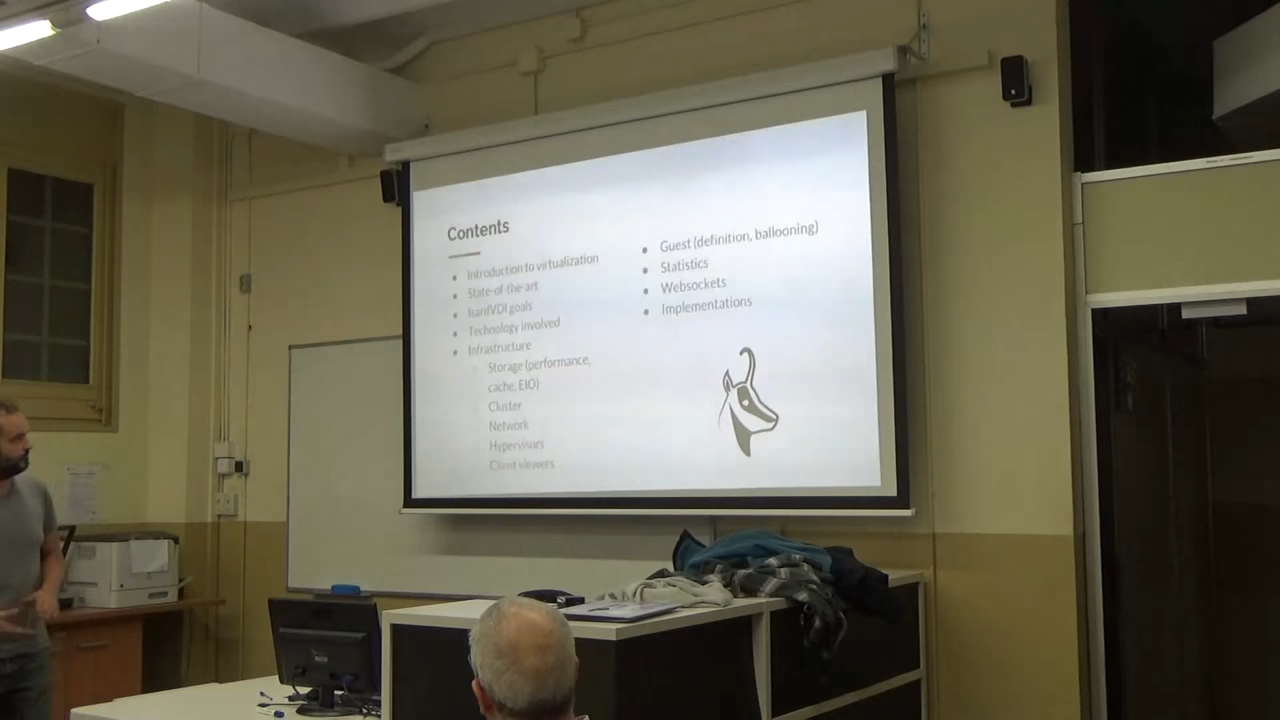 Contents
Introduction to virtualization
State-of-the-art
IsardVDI goals
Technology involved
Infrastructure
Storage (performance,
cache, EIO)
Cluster
Network
Hypervisors
Client viewers
Guest (definition, ballooning)
Statistics
Websockets
Implementations